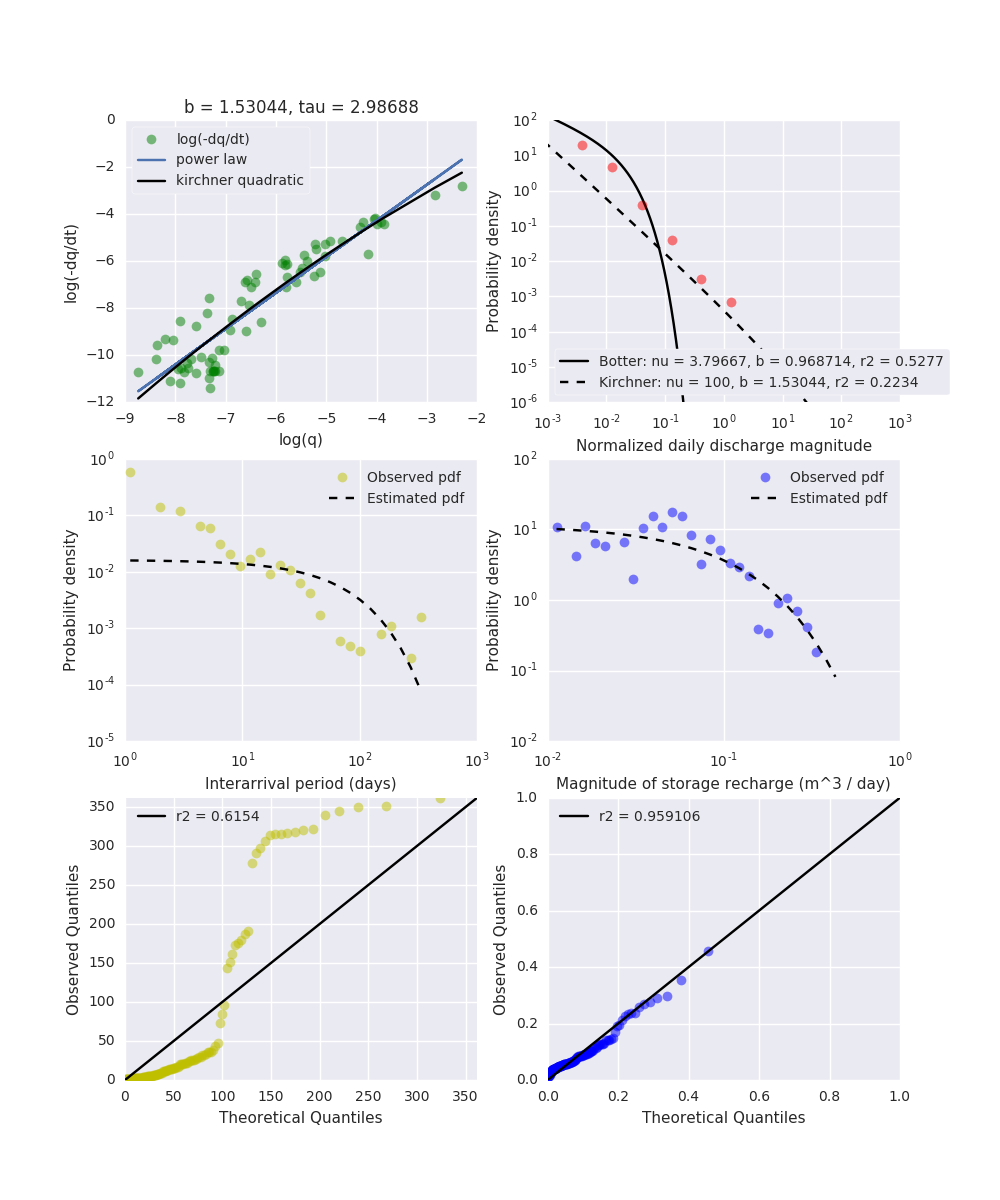 b = 1.53044, tau = 2.98688
0
−2
−4
−6
−8
−10
−12
log(-dq/dt)
log(-dq/dt)
power law
kirchner quadratic
−9 −8 −7 −6 −5 −4 −3 −2
log(q)
10^2
10^1
10^0
10^-1
10^-2
10^-3
10^-4
10^-5
10^-6
Probability density
Botter: nu = 3.79667, b = 0.968714, r2 = 0.5277
Kirchner: nu = 100, b = 1.53044, r2 = 0.2234
10^-3 10^-2 10^-1 10^0 10^1 10^2 10^3
Normalized daily discharge magnitude
10^0
10^-1
10^-2
10^-3
10^-4
10^-5
Probability density
Observed pdf
Estimated pdf
10^0 10^1 10^2 10^3
Interarrival period (days)
10^2
10^1
10^0
10^-1
10^-2
Probability density
Observed pdf
Estimated pdf
10^-2 10^-1 10^0
Magnitude of storage recharge (m^3 / day)
350
300
250
200
150
100
50
0
Observed Quantiles
r2 = 0.6154
0 50 100 150 200 250 300 350
Theoretical Quantiles
1.0
0.8
0.6
0.4
0.2
0.0
Observed Quantiles
r2 = 0.959106
0.0 0.2 0.4 0.6 0.8 1.0
Theoretical Quantiles